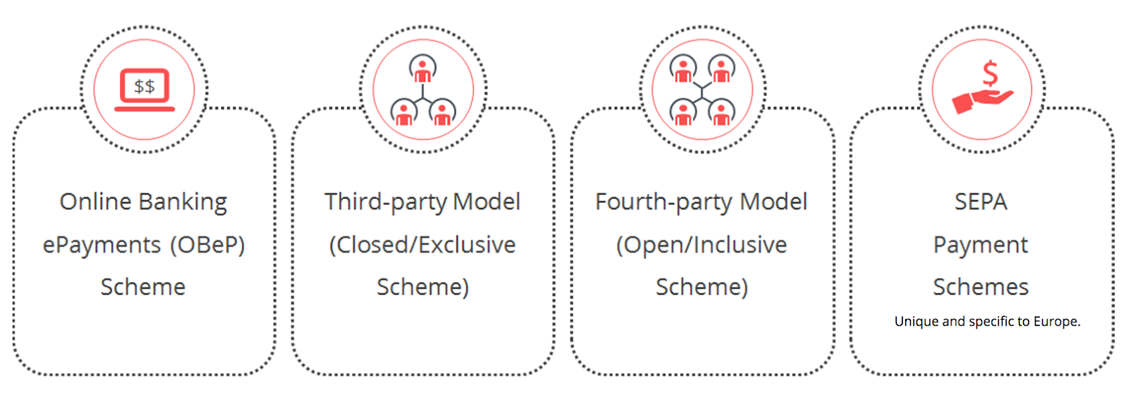 $$
Online Banking
ePayments (OBeP)
Scheme
Third-party Model
(Closed/Exclusive
Scheme)
Fourth-party Model
(Open/Inclusive
Scheme)
$
SEPA
Payment
Schemes
Unique and specific to Europe.